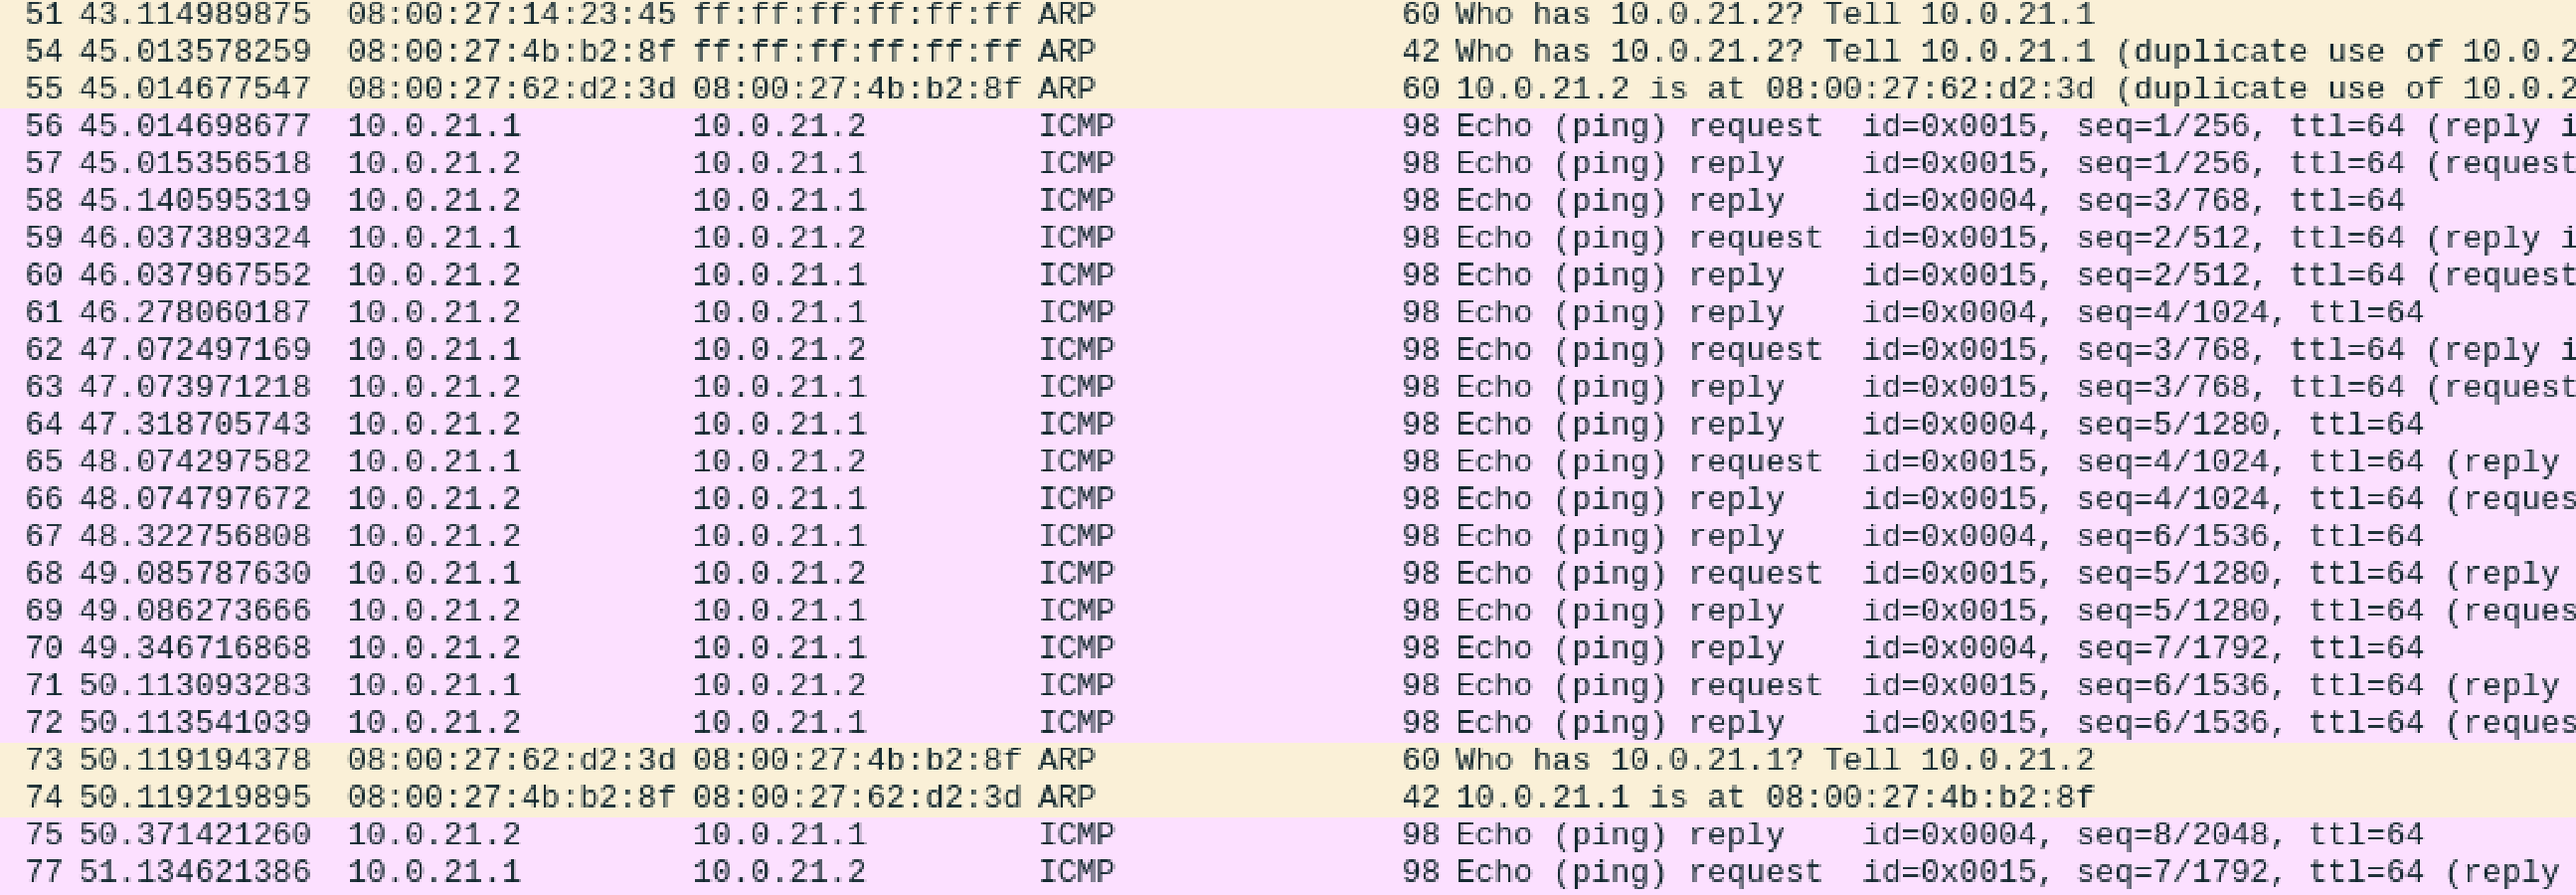 51 43.114989875 08:00:27:14:23:45 ff:ff:ff:ff:ff:ff ARP 60 Who has 10.0.21.2? Tell 10.0.21.1
54 45.013578259 08:00:27:4b:b2:8f ff:ff:ff:ff:ff:ff ARP 42 Who has 10.0.21.2? Tell 10.0.21.1 (duplicate use of 10.0.2
55 45.014677547 08:00:27:62:d2:3d 08:00:27:4b:b2:8f ARP 60 10.0.21.2 is at 08:00:27:62:d2:3d (duplicate use of 10.0.2
56 45.014698677 10.0.21.1 10.0.21.2 ICMP 98 Echo (ping) request id=0x0015, seq=1/256, ttl=64 (reply i
57 45.015356518 10.0.21.2 10.0.21.1 ICMP 98 Echo (ping) reply id=0x0015, seq=1/256, ttl=64 (request
58 45.140595319 10.0.21.2 10.0.21.1 ICMP 98 Echo (ping) reply id=0x0004, seq=3/768, ttl=64
59 46.037389324 10.0.21.1 10.0.21.2 ICMP 98 Echo (ping) request id=0x0015, seq=2/512, ttl=64 (reply i
60 46.037967552 10.0.21.2 10.0.21.1 ICMP 98 Echo (ping) reply id=0x0015, seq=2/512, ttl=64 (request
61 46.278060187 10.0.21.2 10.0.21.1 ICMP 98 Echo (ping) reply id=0x0004, seq=4/1024, ttl=64
62 47.072497169 10.0.21.1 10.0.21.2 ICMP 98 Echo (ping) request id=0x0015, seq=3/768, ttl=64 (reply i
63 47.073971218 10.0.21.2 10.0.21.1 ICMP 98 Echo (ping) reply id=0x0015, seq=3/768, ttl=64 (request
64 47.318705743 10.0.21.2 10.0.21.1 ICMP 98 Echo (ping) reply id=0x0004, seq=5/1280, ttl=64
65 48.074297582 10.0.21.1 10.0.21.2 ICMP 98 Echo (ping) request id=0x0015, seq=4/1024, ttl=64 (reply
66 48.074797672 10.0.21.2 10.0.21.1 ICMP 98 Echo (ping) reply id=0x0015, seq=4/1024, ttl=64 (reques
67 48.322756808 10.0.21.2 10.0.21.1 ICMP 98 Echo (ping) reply id=0x0004, seq=6/1536, ttl=64
68 49.085787630 10.0.21.1 10.0.21.2 ICMP 98 Echo (ping) request id=0x0015, seq=5/1280, ttl=64 (reply
69 49.086273666 10.0.21.2 10.0.21.1 ICMP 98 Echo (ping) reply id=0x0015, seq=5/1280, ttl=64 (reques
70 49.346716868 10.0.21.2 10.0.21.1 ICMP 98 Echo (ping) reply id=0x0004, seq=7/1792, ttl=64
71 50.113093283 10.0.21.1 10.0.21.2 ICMP 98 Echo (ping) request id=0x0015, seq=6/1536, ttl=64 (reply
72 50.113541039 10.0.21.2 10.0.21.1 ICMP 98 Echo (ping) reply id=0x0015, seq=6/1536, ttl=64 (reques
73 50.119194378 08:00:27:62:d2:3d 08:00:27:4b:b2:8f ARP 60 Who has 10.0.21.1? Tell 10.0.21.2
74 50.119219895 08:00:27:4b:b2:8f 08:00:27:62:d2:3d ARP 42 10.0.21.1 is at 08:00:27:4b:b2:8f
75 50.371421260 10.0.21.2 10.0.21.1 ICMP 98 Echo (ping) reply id=0x0004, seq=8/2048, ttl=64
77 51.134621386 10.0.21.1 10.0.21.2 ICMP 98 Echo (ping) request id=0x0015, seq=7/1792, ttl=64 (reply